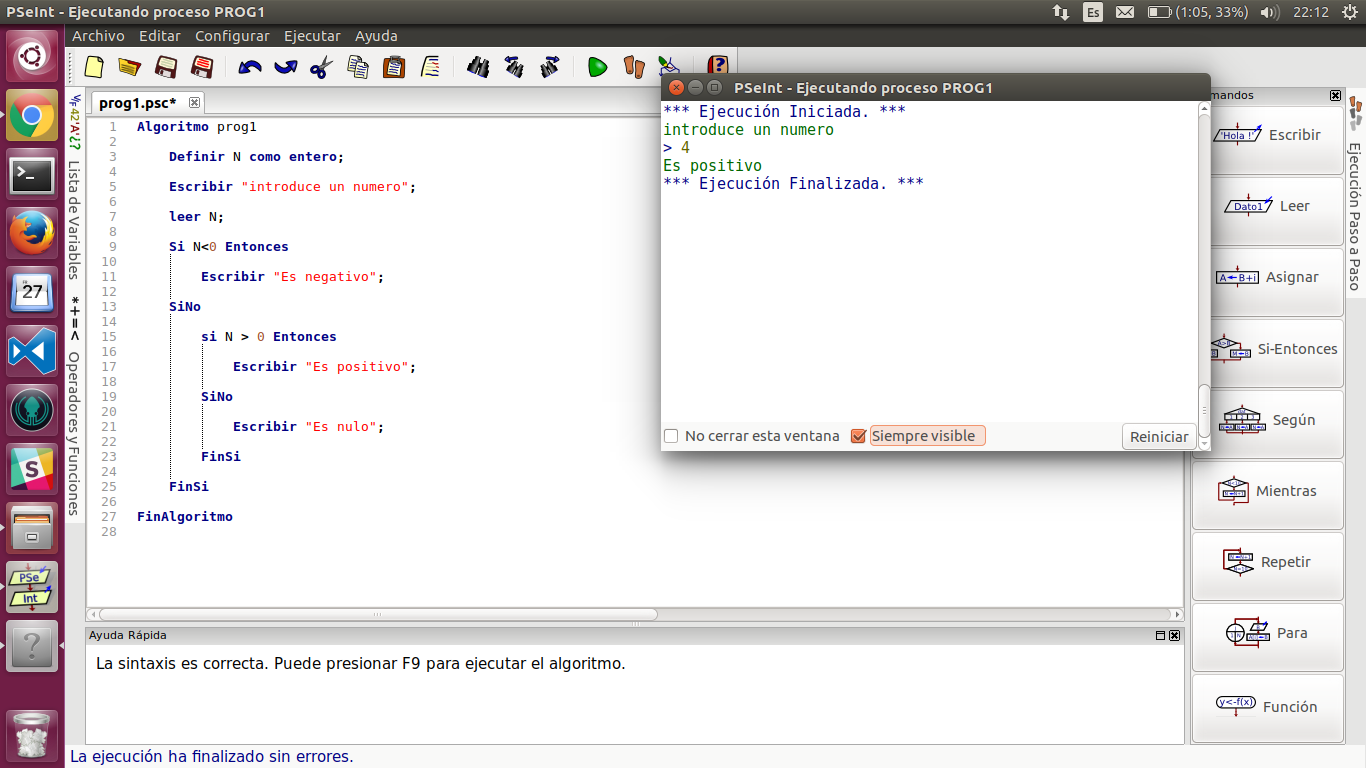 PSeInt - Ejecutando proceso PROG1
Es
(1:05, 33%)
22:12
Archivo Editar Configurar Ejecutar Ayuda
prog1.psc*
1 Algoritmo prog1
2
3 Definir N como entero;
4
5 Escribir "introduce un numero";
6
7 leer N;
8
9 Si N<0 Entonces
10
11 Escribir "Es negativo";
12
13 SiNo
14
15 si N > 0 Entonces
16
17 Escribir "Es positivo";
18
19 SiNo
20
21 Escribir "Es nulo";
22
23 FinSi
24
25 FinSi
26
27 FinAlgoritmo
28
Lista de Variables
*+=< Operadores y Funciones
PSeInt - Ejecutando proceso PROG1
*** Ejecución Iniciada. ***
introduce un numero
> 4
Es positivo
*** Ejecución Finalizada. ***
No cerrar esta ventana
Siempre visible
Reiniciar
mandos
'Hola !' Escribir
Dato1 Leer
A←B+i Asignar
Si-Entonces
Según
Mientras
Repetir
Para
y<-f(x) Función
Ejecución Paso a Paso
27
PSe
Int
Ayuda Rápida
La sintaxis es correcta. Puede presionar F9 para ejecutar el algoritmo.
La ejecución ha finalizado sin errores.